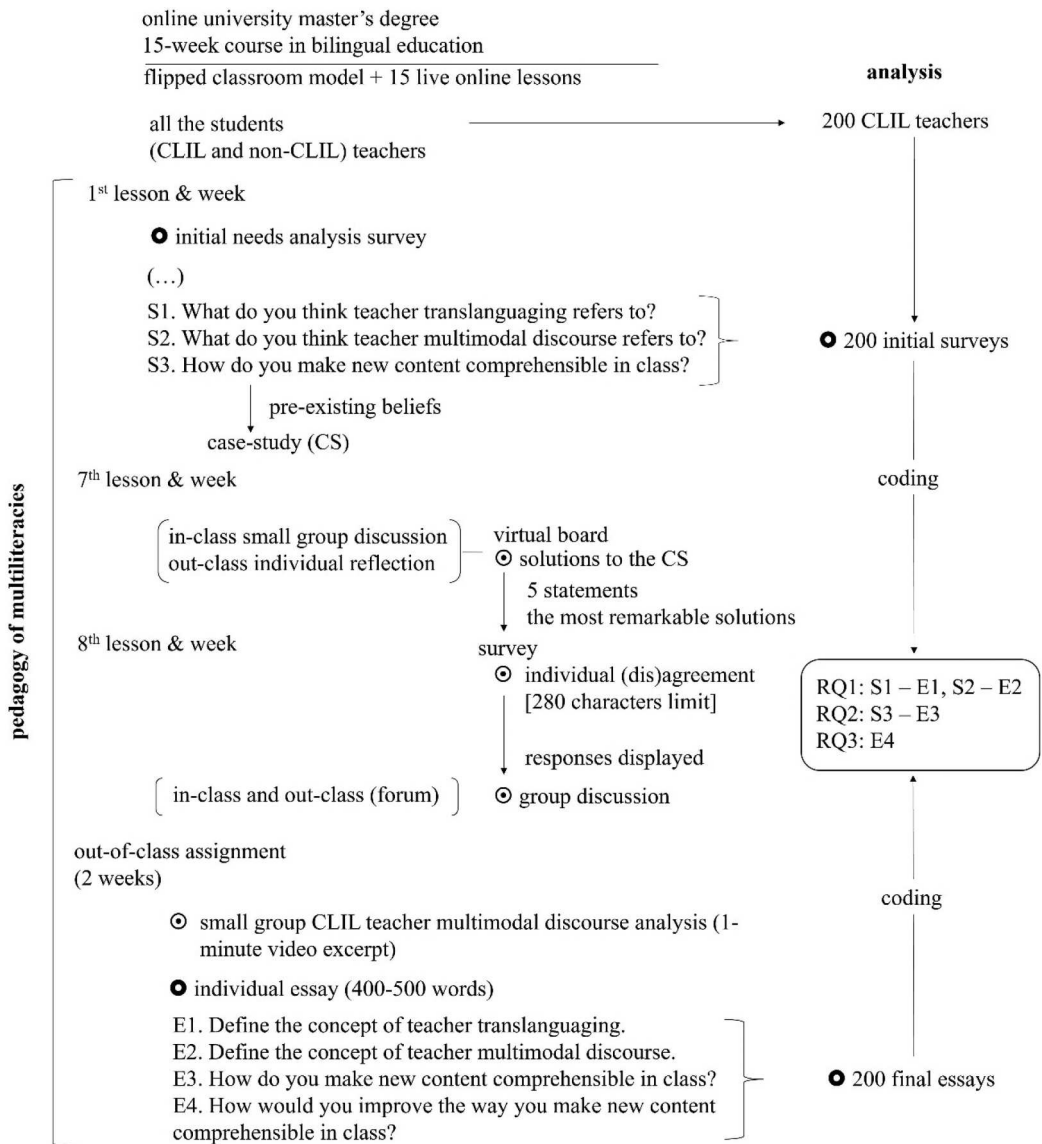 online university master's degree
15-week course in bilingual education
flipped classroom model + 15 live online lessons
analysis
all the students
(CLIL and non-CLIL) teachers
200 CLIL teachers
pedagogy of multiliteracies
1st lesson & week
initial needs analysis survey
(…)
S1. What do you think teacher translanguaging refers to?
S2. What do you think teacher multimodal discourse refers to?
S3. How do you make new content comprehensible in class?
200 initial surveys
pre-existing beliefs
case-study (CS)
7th lesson & week
coding
in-class small group discussion
out-class individual reflection
virtual board
solutions to the CS
5 statements
the most remarkable solutions
8th lesson & week
survey
individual (dis)agreement
[280 characters limit]
RQ1: S1 – E1, S2 – E2
RQ2: S3 – E3
RQ3: E4
responses displayed
in-class and out-class (forum)
group discussion
out-of-class assignment
(2 weeks)
coding
small group CLIL teacher multimodal discourse analysis (1-
minute video excerpt)
individual essay (400-500 words)
E1. Define the concept of teacher translanguaging.
E2. Define the concept of teacher multimodal discourse.
E3. How do you make new content comprehensible in class?
E4. How would you improve the way you make new content
comprehensible in class?
200 final essays